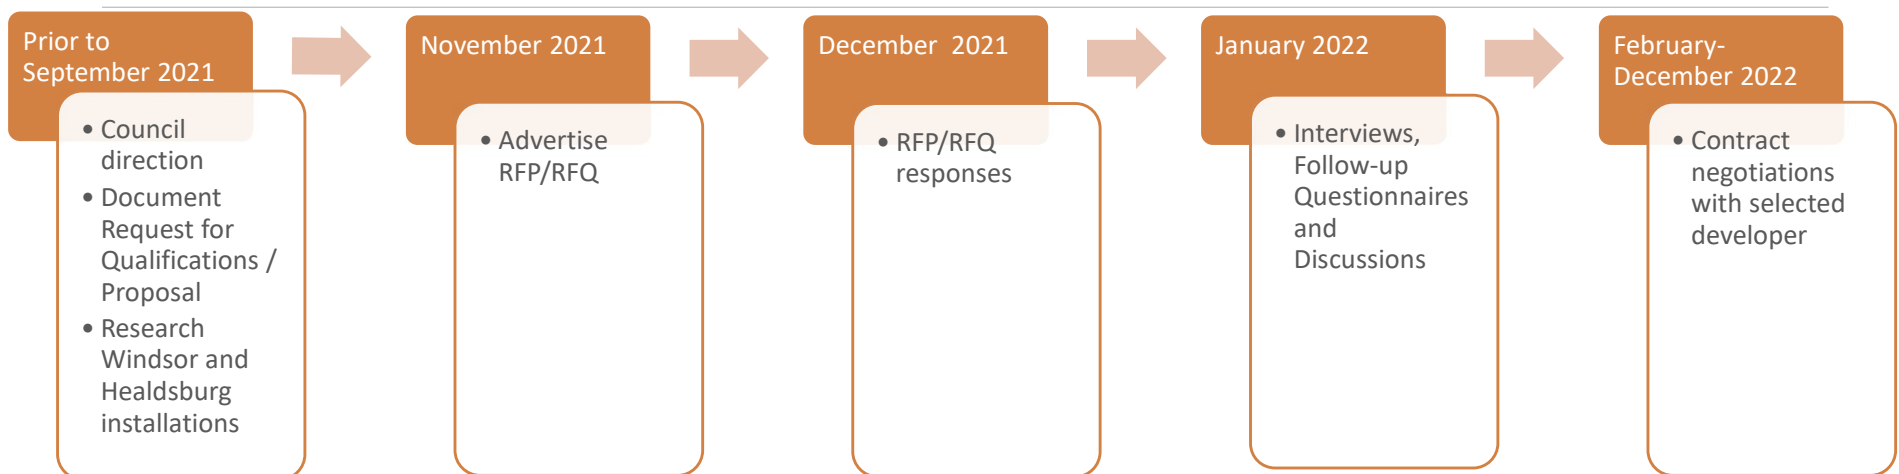 Prior to
September 2021
• Council
direction
• Document
Request for
Qualifications /
Proposal
• Research
Windsor and
Healdsburg
installations
November 2021
• Advertise
RFP/RFQ
December 2021
• RFP/RFQ
responses
January 2022
• Interviews,
Follow-up
Questionnaires
and
Discussions
February-
December 2022
• Contract
negotiations
with selected
developer